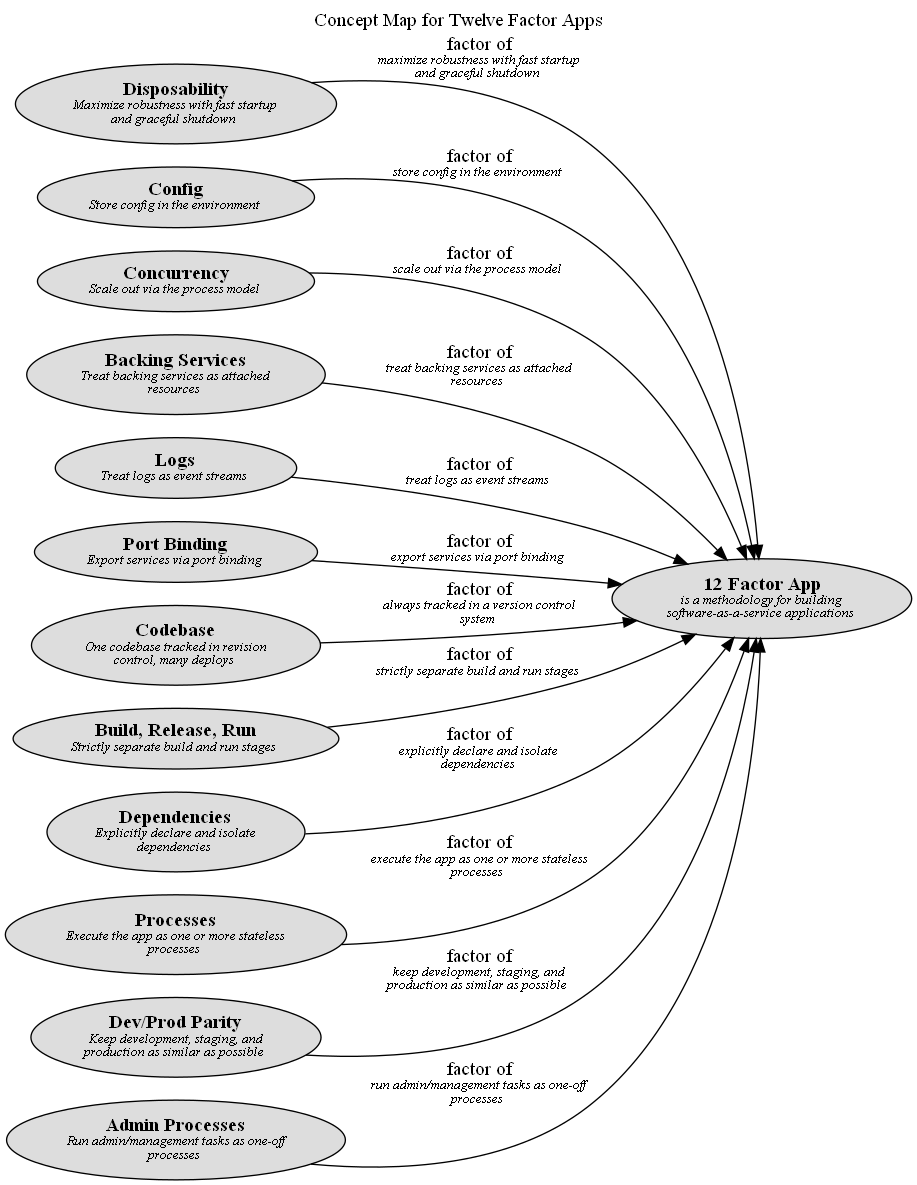 Concept Map for Twelve Factor Apps
factor of
maximize robustness with fast startup
and graceful shutdown
Disposability
Maximize robustness with fast startup
and graceful shutdown
factor of
store config in the environment
Config
Store config in the environment
factor of
scale out via the process model
Concurrency
Scale out via the process model
factor of
treat backing services as attached
resources
Backing Services
Treat backing services as attached
resources
factor of
treat logs as event streams
Logs
Treat logs as event streams
factor of
export services via port binding
Port Binding
Export services via port binding
12 Factor App
is a methodology for building
software-as-a-service applications
factor of
always tracked in a version control
system
Codebase
One codebase tracked in revision
control, many deploys
factor of
strictly separate build and run stages
Build, Release, Run
Strictly separate build and run stages
factor of
explicitly declare and isolate
dependencies
Dependencies
Explicitly declare and isolate
dependencies
factor of
execute the app as one or more stateless
processes
Processes
Execute the app as one or more stateless
processes
factor of
keep development, staging, and
production as similar as possible
Dev/Prod Parity
Keep development, staging, and
production as similar as possible
factor of
run admin/management tasks as one-off
processes
Admin Processes
Run admin/management tasks as one-off
processes